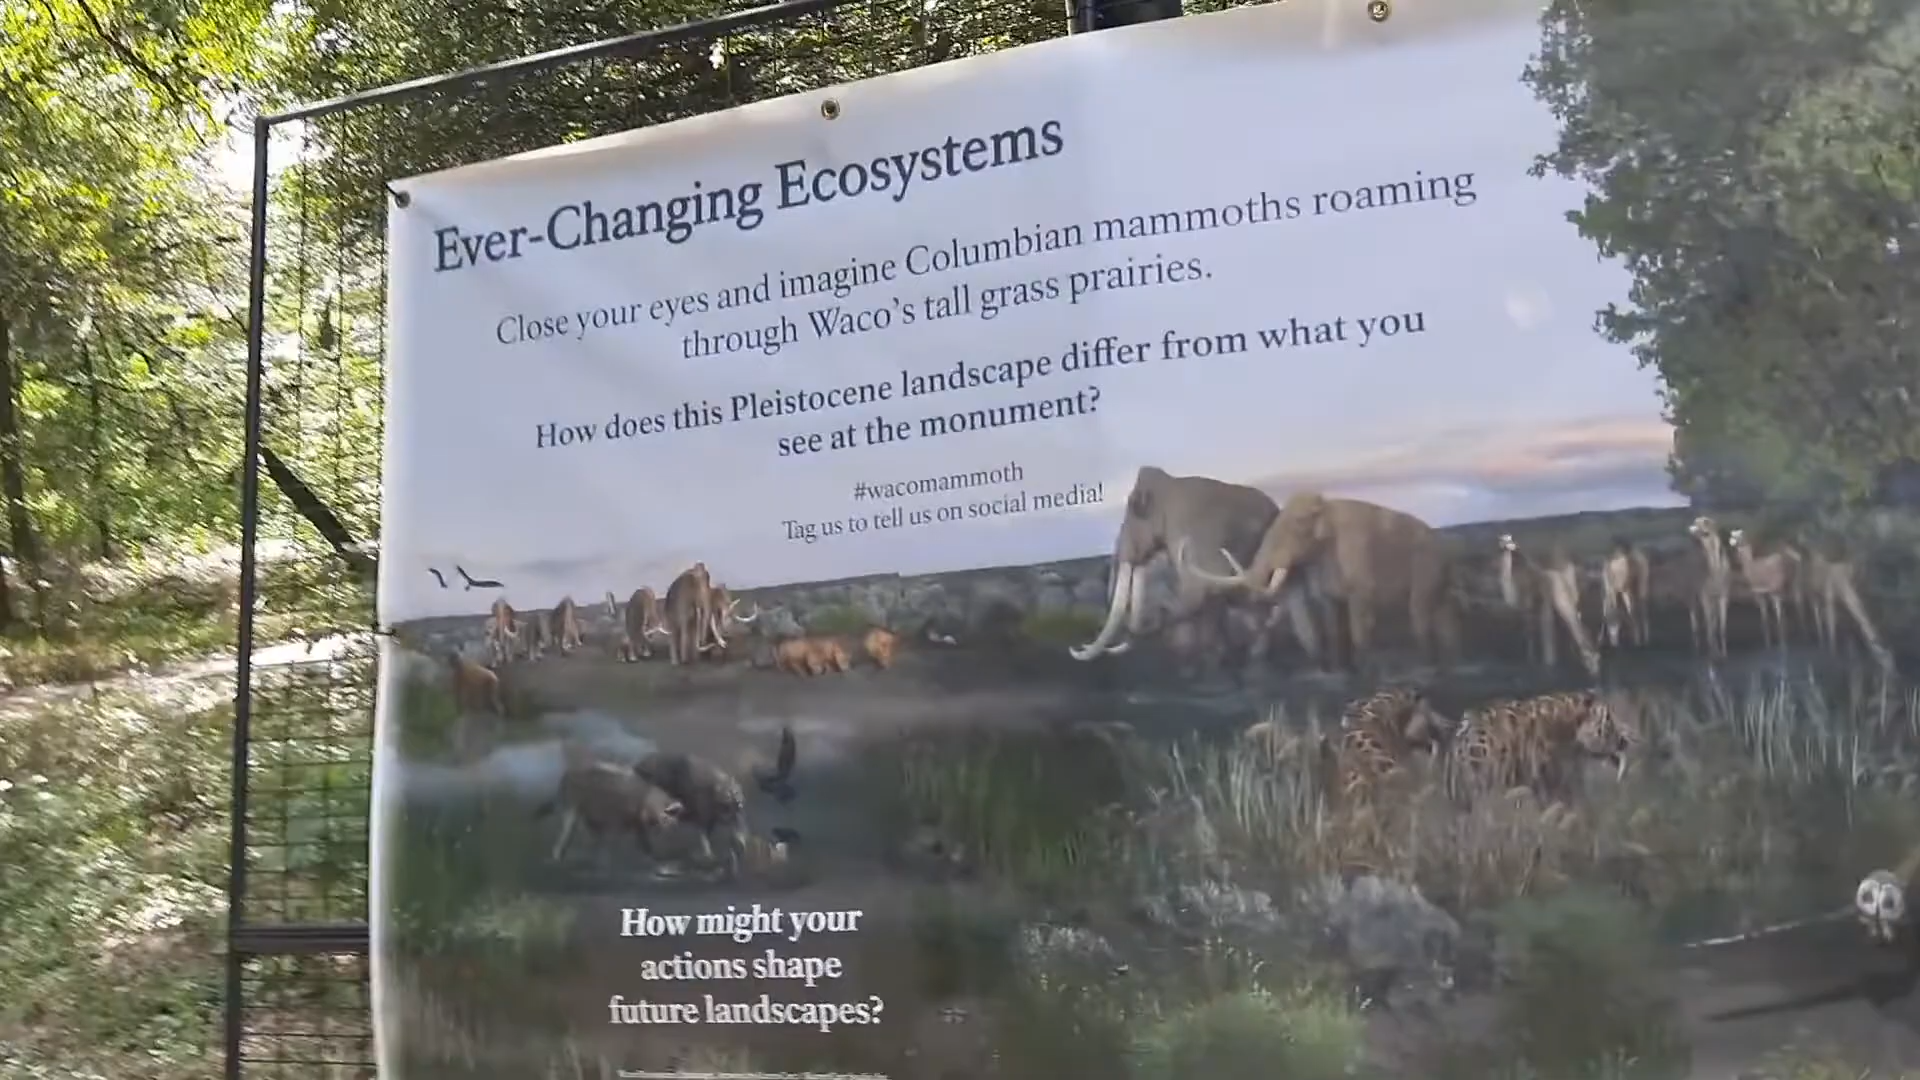 Ever-Changing Ecosystems
Close your eyes and imagine Columbian mammoths roaming
through Waco's tall grass prairies.
How does this Pleistocene landscape differ from what you
see at the monument?
#wacomammoth
Tag us to tell us on social media!
How might your
actions shape
future landscapes?